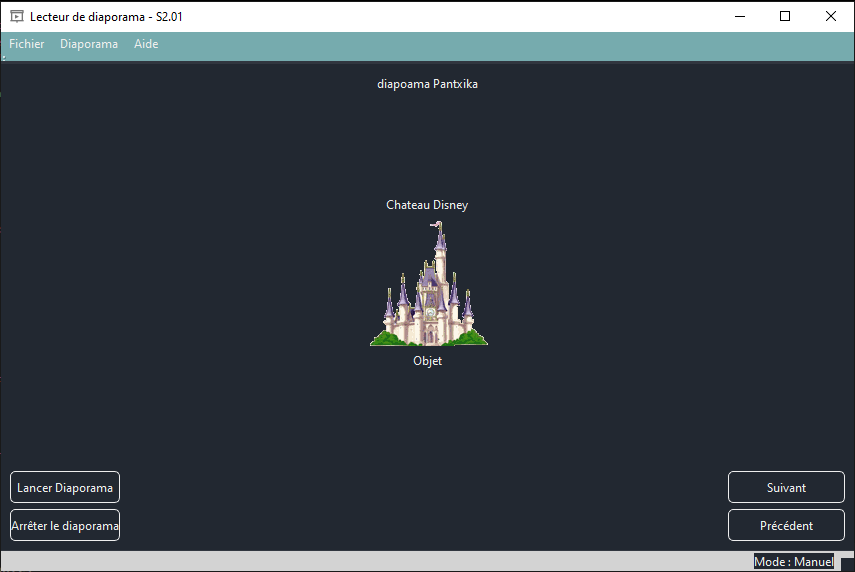 Lecteur de diaporama - S2.01
Fichier Diaporama Aide
diapoama Pantxika
Chateau Disney
Objet
Lancer Diaporama
Suivant
Arrêter le diaporama
Précédent
Mode : Manuel